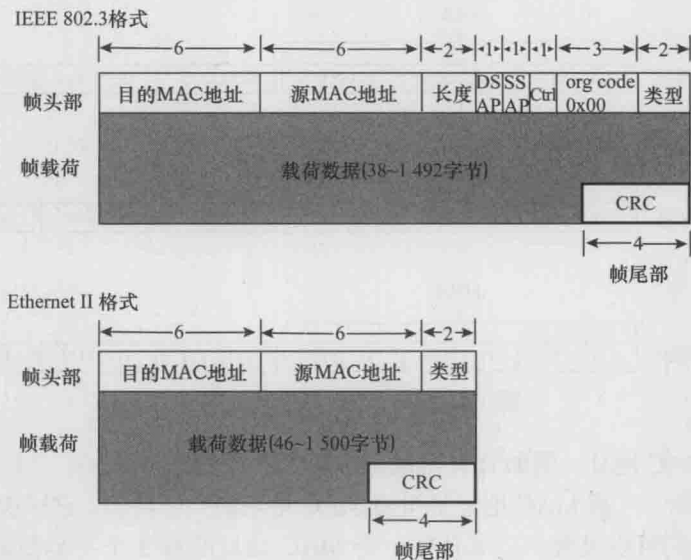 IEEE 802.3格式
6 6 2 1 1 1 3 2
帧头部 目的MAC地址 源MAC地址 长度 DSAP SSAP Ctrl org code 0x00 类型
帧载荷 载荷数据(38~1 492字节)
CRC
4
帧尾部
Ethernet II 格式
6 6 2
帧头部 目的MAC地址 源MAC地址 类型
帧载荷 载荷数据(46~1 500字节)
CRC
4
帧尾部